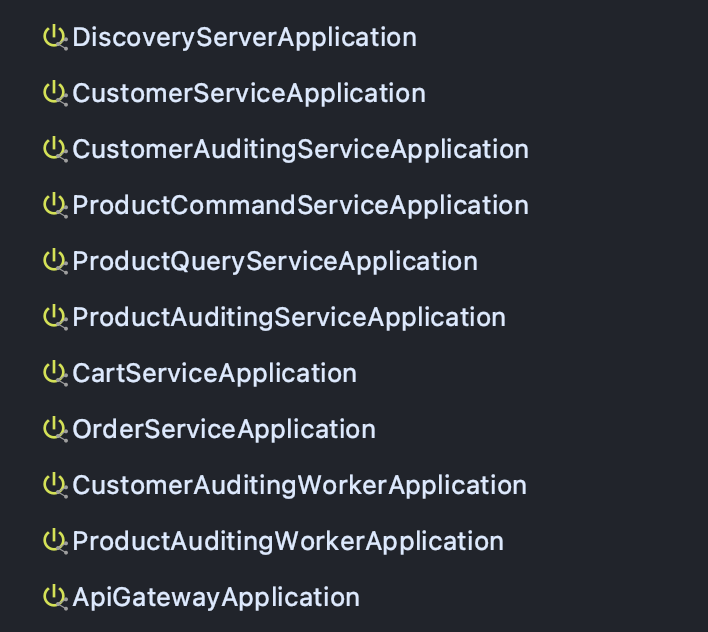 DiscoveryServerApplication
CustomerServiceApplication
CustomerAuditingServiceApplication
ProductCommandServiceApplication
ProductQueryServiceApplication
ProductAuditingServiceApplication
CartServiceApplication
OrderServiceApplication
CustomerAuditingWorkerApplication
ProductAuditingWorkerApplication
ApiGatewayApplication